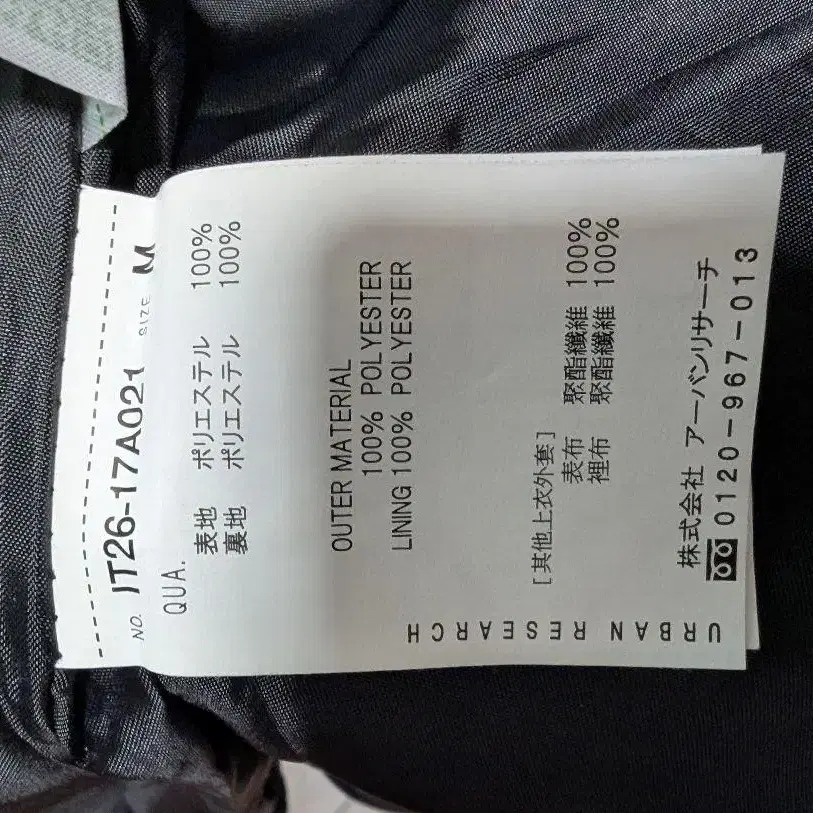 NO. IT26-17A021 SIZE M
QUA.
表地 ポリエステル 100%
裏地 ポリエステル 100%
OUTER MATERIAL
100% POLYESTER
LINING 100% POLYESTER
[其他上衣外套]
表布 聚酯纖維 100%
裡布 聚酯纖維 100%
株式会社 アーバンリサーチ
0120-967-013
URBAN RESEARCH